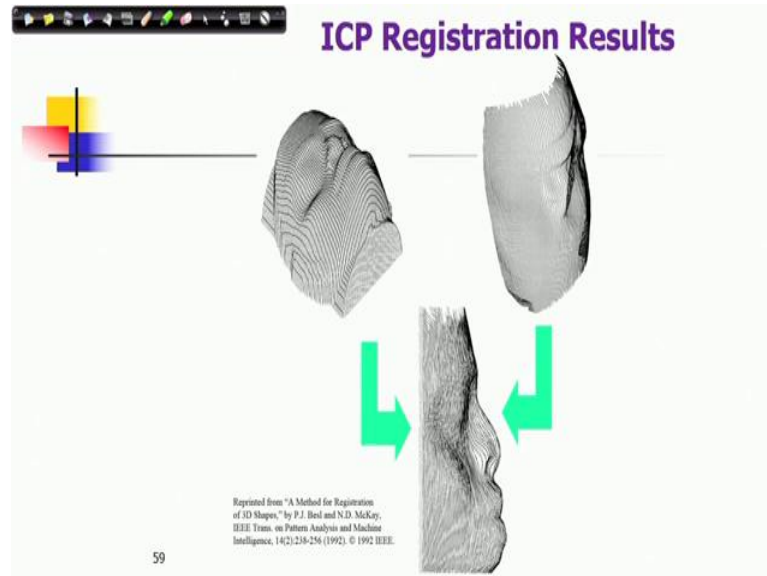 ICP Registration Results
Reprinted from "A Method for Registration
of 3D Shapes," by P.J. Besl and N.D. McKay,
IEEE Trans. on Pattern Analysis and Machine
Intelligence, 14(2):238-256 (1992). © 1992 IEEE.
59